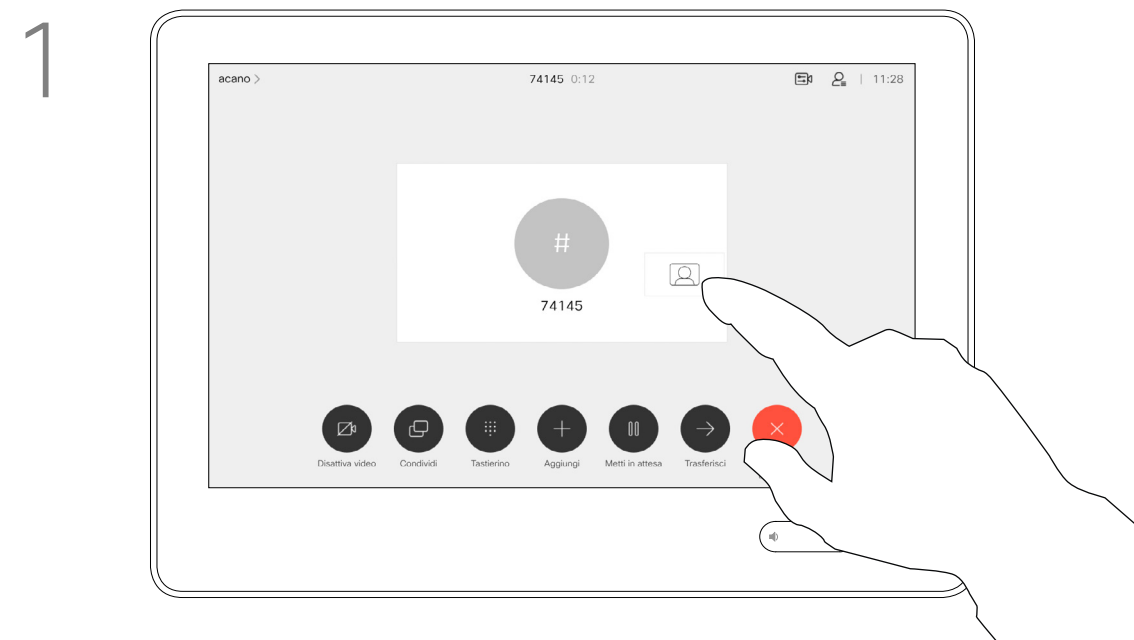 1
acano >
74145 0:12
11:28
#
74145
Disattiva video
Condividi
Tastierino
Aggiungi
Metti in attesa
Trasferisci